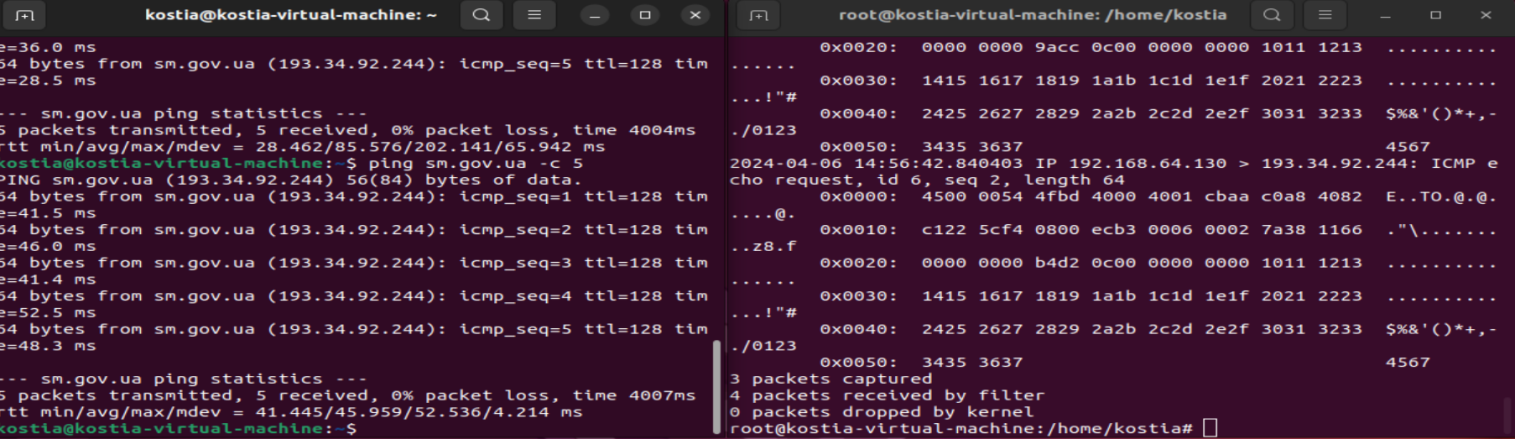 kostia@kostia-virtual-machine: ~
e=36.0 ms
64 bytes from sm.gov.ua (193.34.92.244): icmp_seq=5 ttl=128 tim
e=28.5 ms
--- sm.gov.ua ping statistics ---
5 packets transmitted, 5 received, 0% packet loss, time 4004ms
rtt min/avg/max/mdev = 28.462/85.576/202.141/65.942 ms
kostia@kostia-virtual-machine:~$ ping sm.gov.ua -c 5
PING sm.gov.ua (193.34.92.244) 56(84) bytes of data.
64 bytes from sm.gov.ua (193.34.92.244): icmp_seq=1 ttl=128 tim
e=41.5 ms
64 bytes from sm.gov.ua (193.34.92.244): icmp_seq=2 ttl=128 tim
e=46.0 ms
64 bytes from sm.gov.ua (193.34.92.244): icmp_seq=3 ttl=128 tim
e=41.4 ms
64 bytes from sm.gov.ua (193.34.92.244): icmp_seq=4 ttl=128 tim
e=52.5 ms
64 bytes from sm.gov.ua (193.34.92.244): icmp_seq=5 ttl=128 tim
e=48.3 ms
--- sm.gov.ua ping statistics ---
5 packets transmitted, 5 received, 0% packet loss, time 4007ms
rtt min/avg/max/mdev = 41.445/45.959/52.536/4.214 ms
kostia@kostia-virtual-machine:~$
root@kostia-virtual-machine: /home/kostia
0x0020:  0000 0000 9acc 0c00 0000 0000 1011 1213  ..........
......
0x0030:  1415 1617 1819 1a1b 1c1d 1e1f 2021 2223  ..........
...!"#
0x0040:  2425 2627 2829 2a2b 2c2d 2e2f 3031 3233  $%&'()*+,-
./0123
0x0050:  3435 3637                                4567
2024-04-06 14:56:42.840403 IP 192.168.64.130 > 193.34.92.244: ICMP e
cho request, id 6, seq 2, length 64
0x0000:  4500 0054 4fbd 4000 4001 cbaa c0a8 4082  E..TO.@.@.
....@.
0x0010:  c122 5cf4 0800 ecb3 0006 0002 7a38 1166  ."\.......
..z8.f
0x0020:  0000 0000 b4d2 0c00 0000 0000 1011 1213  ..........
......
0x0030:  1415 1617 1819 1a1b 1c1d 1e1f 2021 2223  ..........
...!"#
0x0040:  2425 2627 2829 2a2b 2c2d 2e2f 3031 3233  $%&'()*+,-
./0123
0x0050:  3435 3637                                4567
3 packets captured
4 packets received by filter
0 packets dropped by kernel
root@kostia-virtual-machine:/home/kostia#